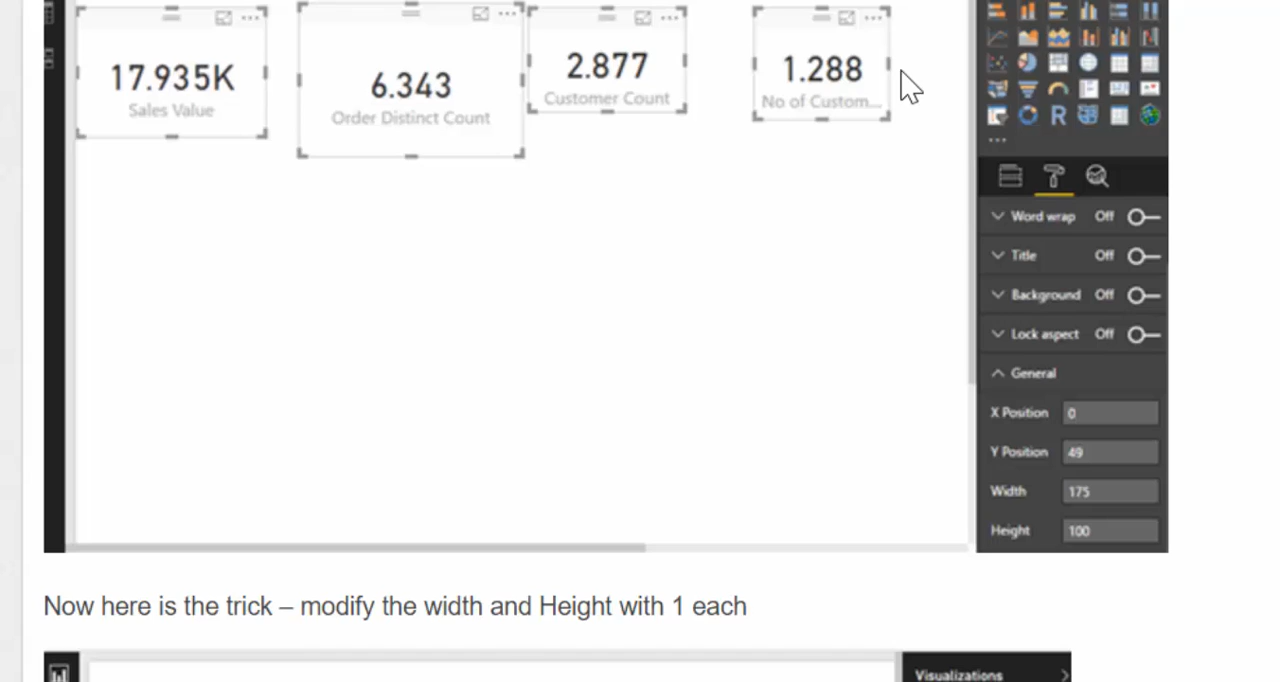 17.935K
Sales Value
6.343
Order Distinct Count
2.877
Customer Count
1.288
No of Custom...
R
Word wrap Off
Title Off
Background Off
Lock aspect Off
General
X Position 0
Y Position 49
Width 175
Height 100
Now here is the trick – modify the width and Height with 1 each
Visualizations